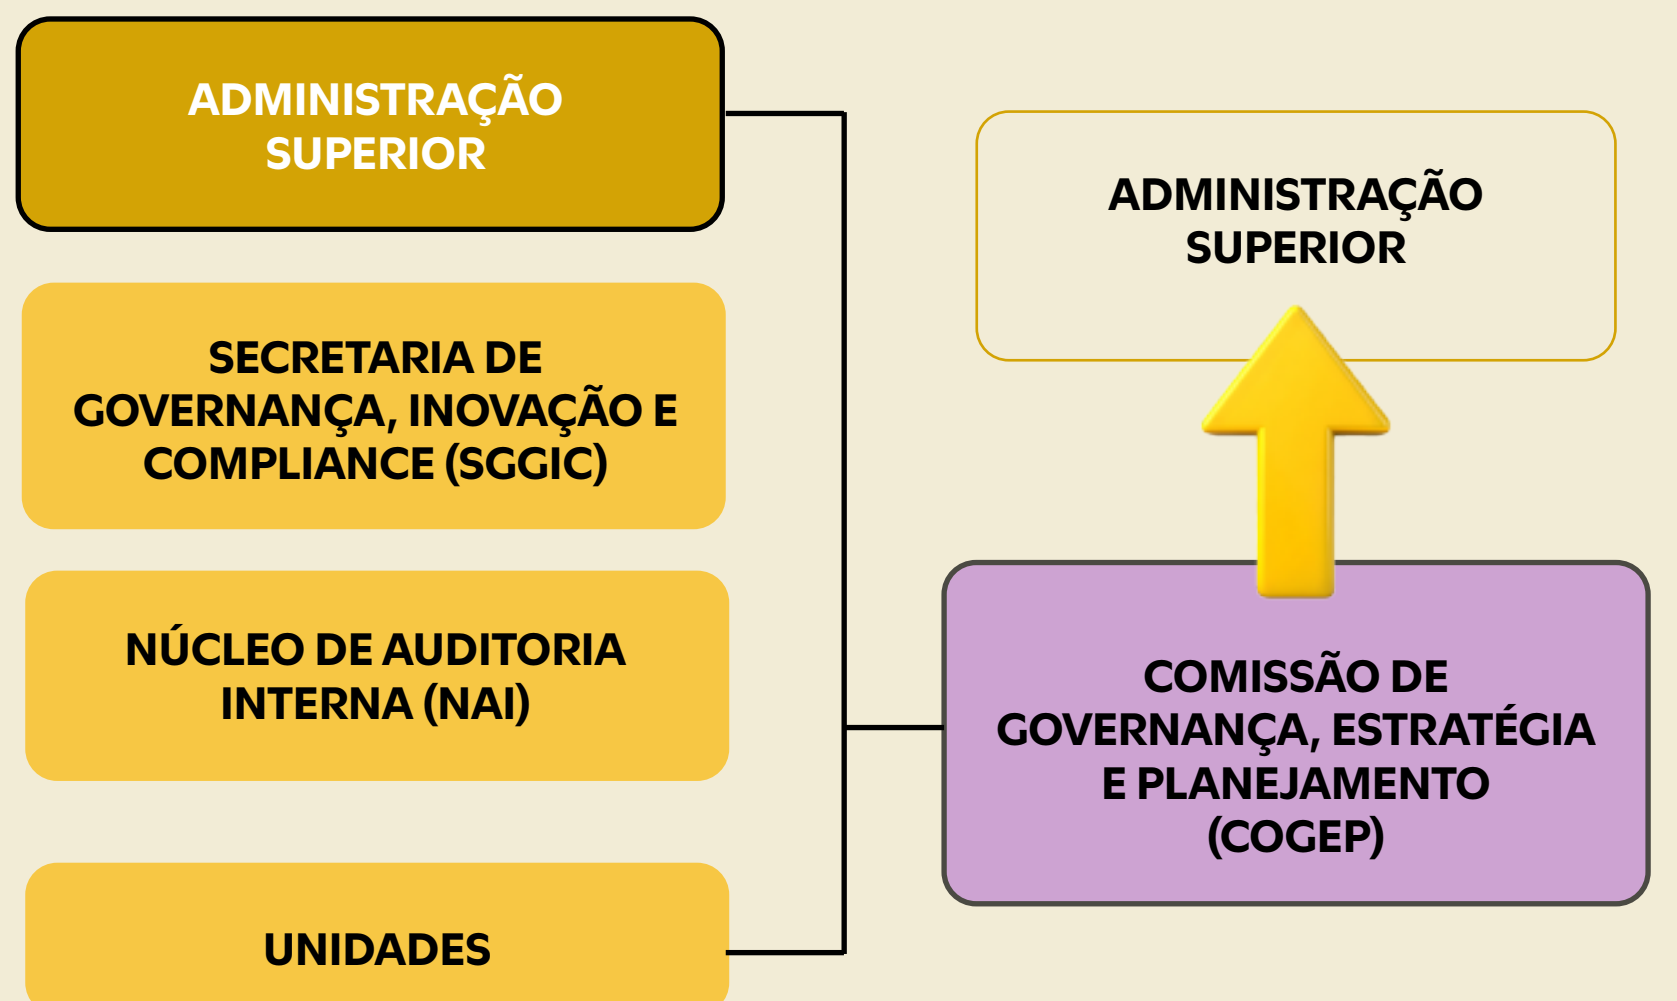 ADMINISTRAÇÃO
SUPERIOR
SECRETARIA DE
GOVERNANÇA, INOVAÇÃO E
COMPLIANCE (SGGIC)
NÚCLEO DE AUDITORIA
INTERNA (NAI)
UNIDADES
ADMINISTRAÇÃO
SUPERIOR
COMISSÃO DE
GOVERNANÇA, ESTRATÉGIA
E PLANEJAMENTO
(COGEP)